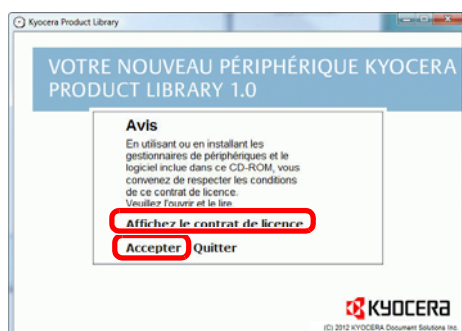 Kyocera Product Library
VOTRE NOUVEAU PÉRIPHÉRIQUE KYOCERA
PRODUCT LIBRARY 1.0
Avis
En utilisant ou en installant les
gestionnaires de périphériques et le
logiciel inclue dans ce CD-ROM, vous
convenez de respecter les conditions
de ce contrat de licence.
Veuillez l'ouvrir et le lire.
Affichez le contrat de licence
Accepter Quitter
KYOCERA
(C) 2012 KYOCERA Document Solutions Inc.